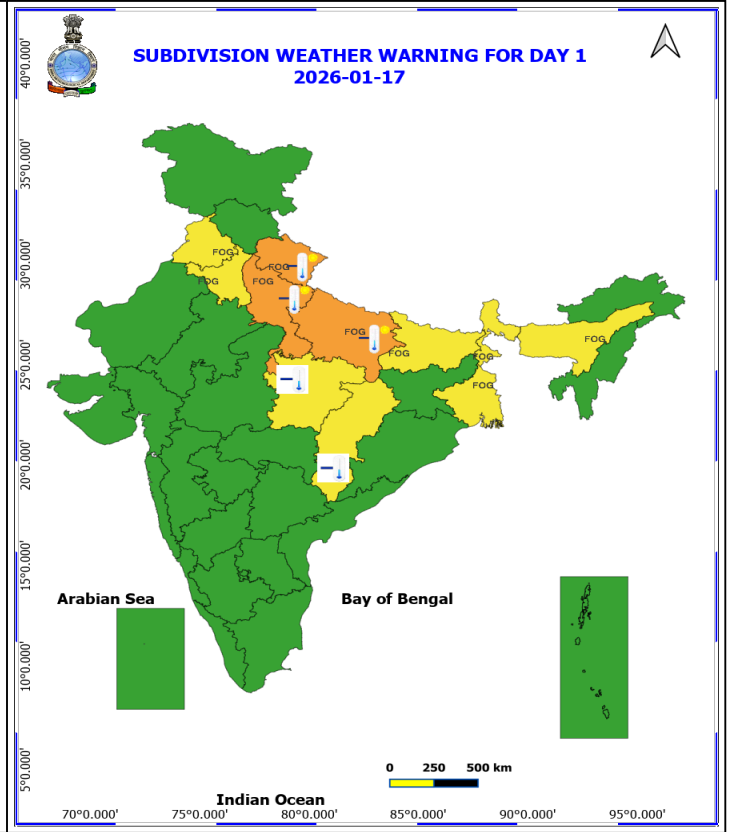 SUBDIVISION WEATHER WARNING FOR DAY 1
2026-01-17
40°0.000'
35°0.000'
30°0.000'
25°0.000'
20°0.000'
15°0.000'
10°0.000'
5°0.000'
FOG
FOG
FOG
FOG
FOG
FOG
FOG
FOG
FOG
Arabian Sea
Bay of Bengal
0 250 500 km
Indian Ocean
70°0.000' 75°0.000' 80°0.000' 85°0.000' 90°0.000' 95°0.000'